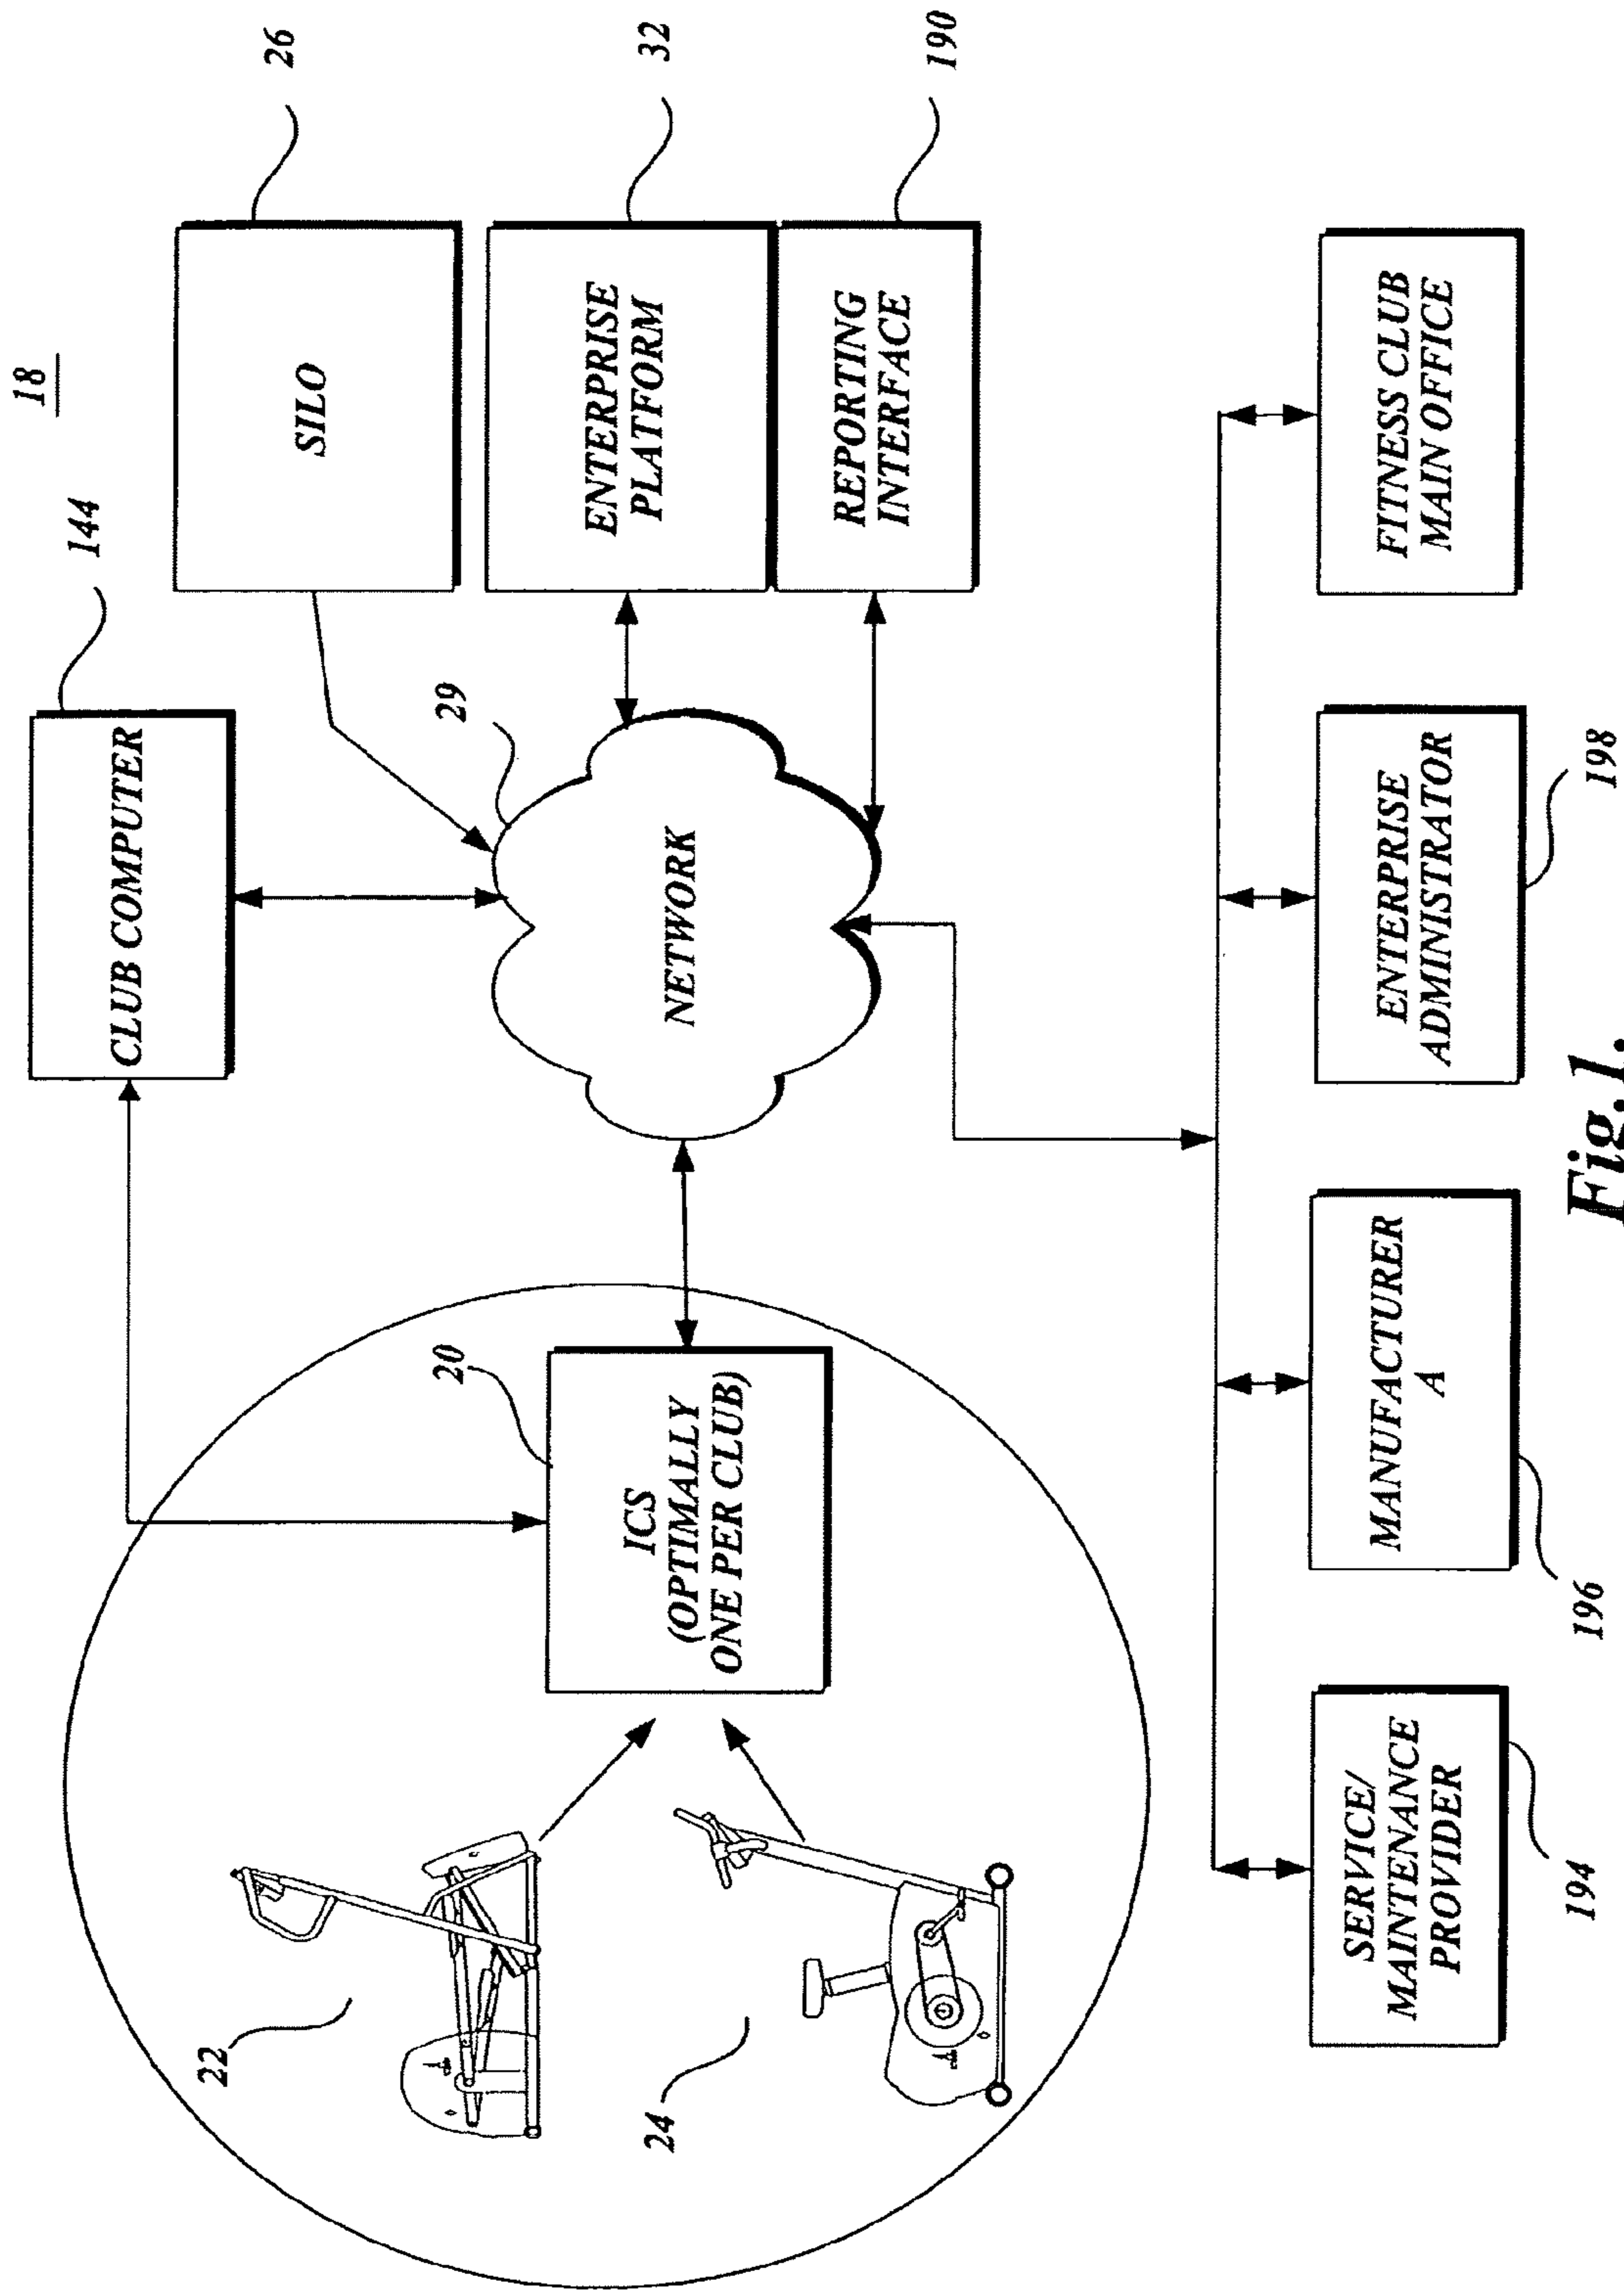 18
144
CLUB COMPUTER
26
SILO
29
32
ENTERPRISE
PLATFORM
190
REPORTING
INTERFACE
NETWORK
20
ICS
(OPTIMALLY
ONE PER CLUB)
22
24
SERVICE/
MAINTENANCE
PROVIDER
194
MANUFACTURER
A
196
ENTERPRISE
ADMINISTRATOR
198
FITNESS CLUB
MAIN OFFICE
Fig.1.